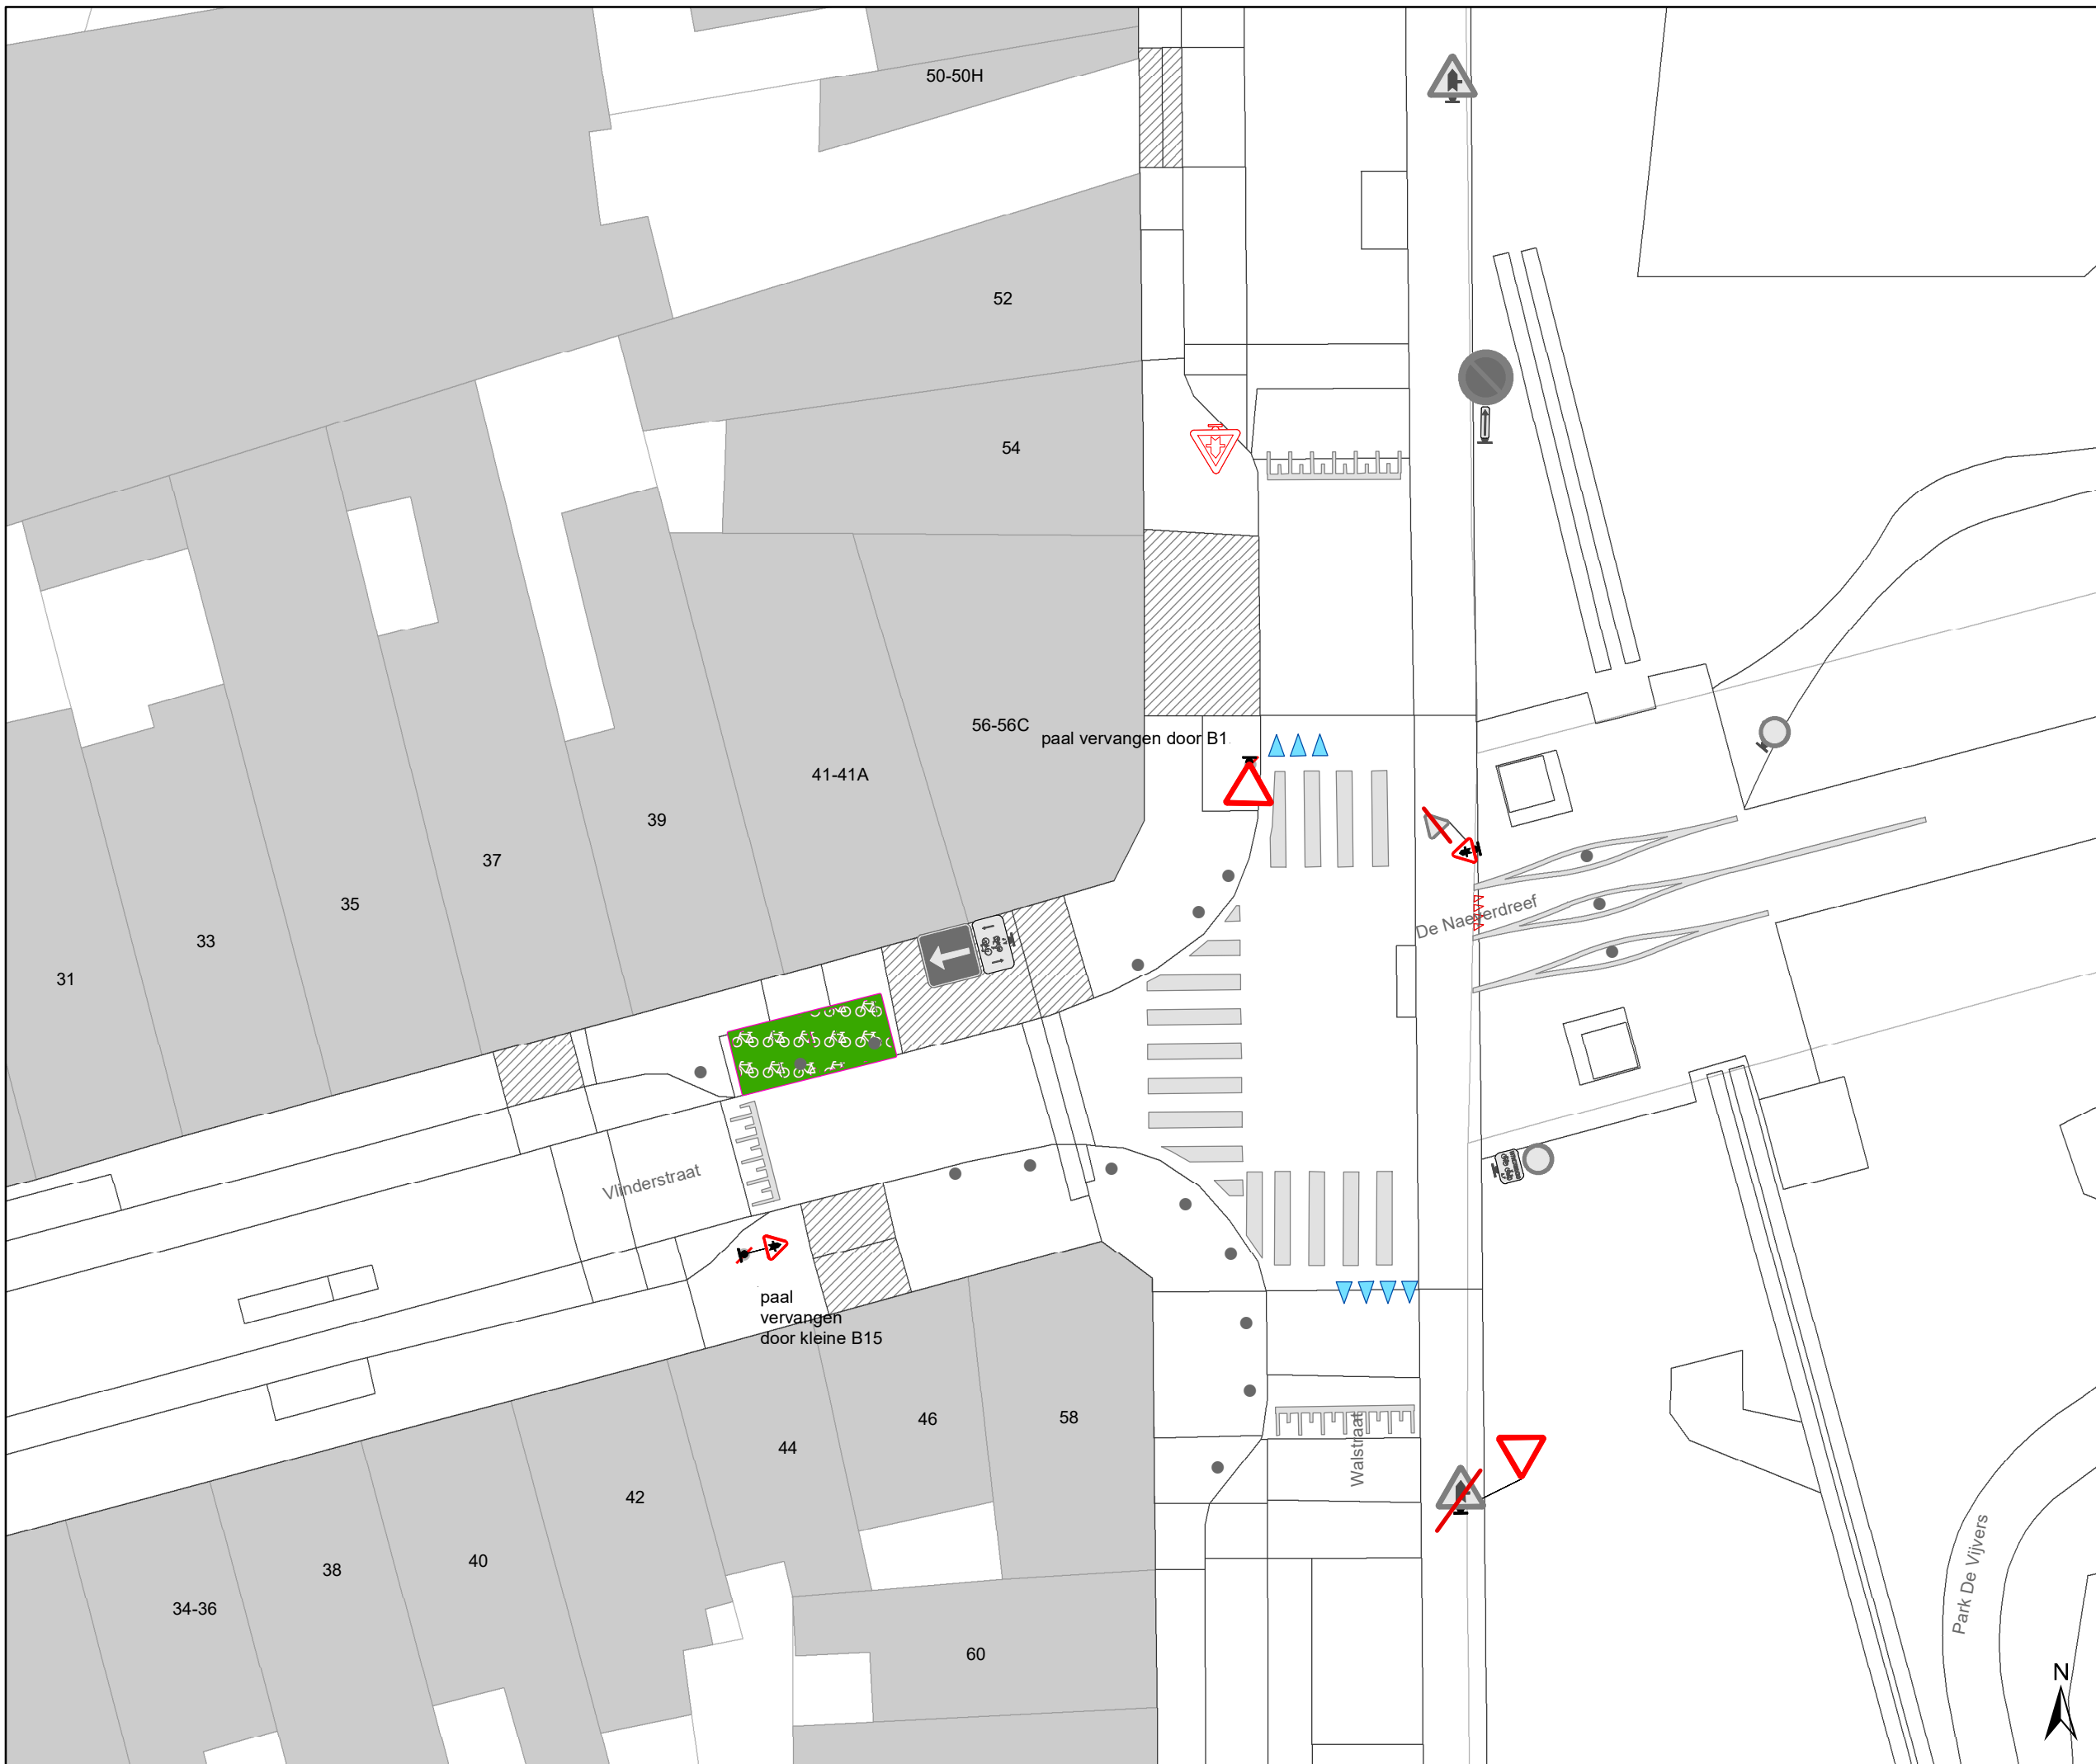 50-50H
52
54
56-56C
paal vervangen door B1
41-41A
39
37
35
33
31
De Naeyerdreef
Vlinderstraat
paal
vervangen
door kleine B15
46
58
44
42
40
38
34-36
60
Walstraat
Park De Vijvers
N